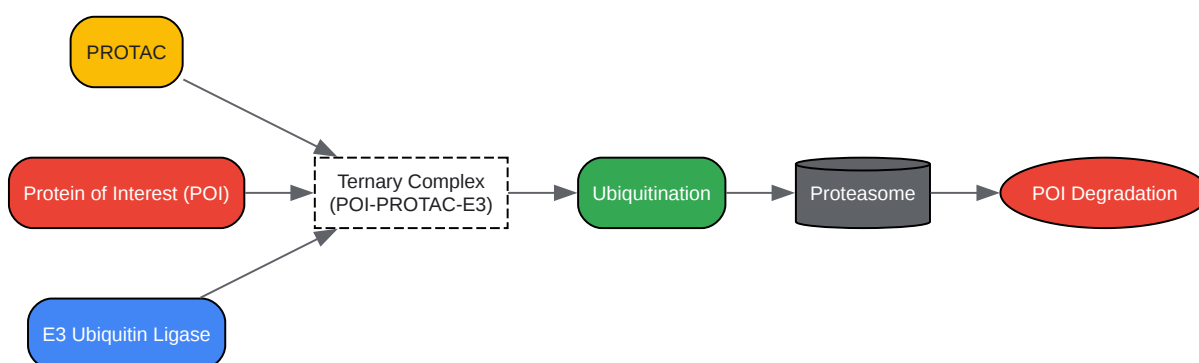 PROTAC
Protein of Interest (POI)
E3 Ubiquitin Ligase
Ternary Complex
(POI-PROTAC-E3)
Ubiquitination
Proteasome
POI Degradation